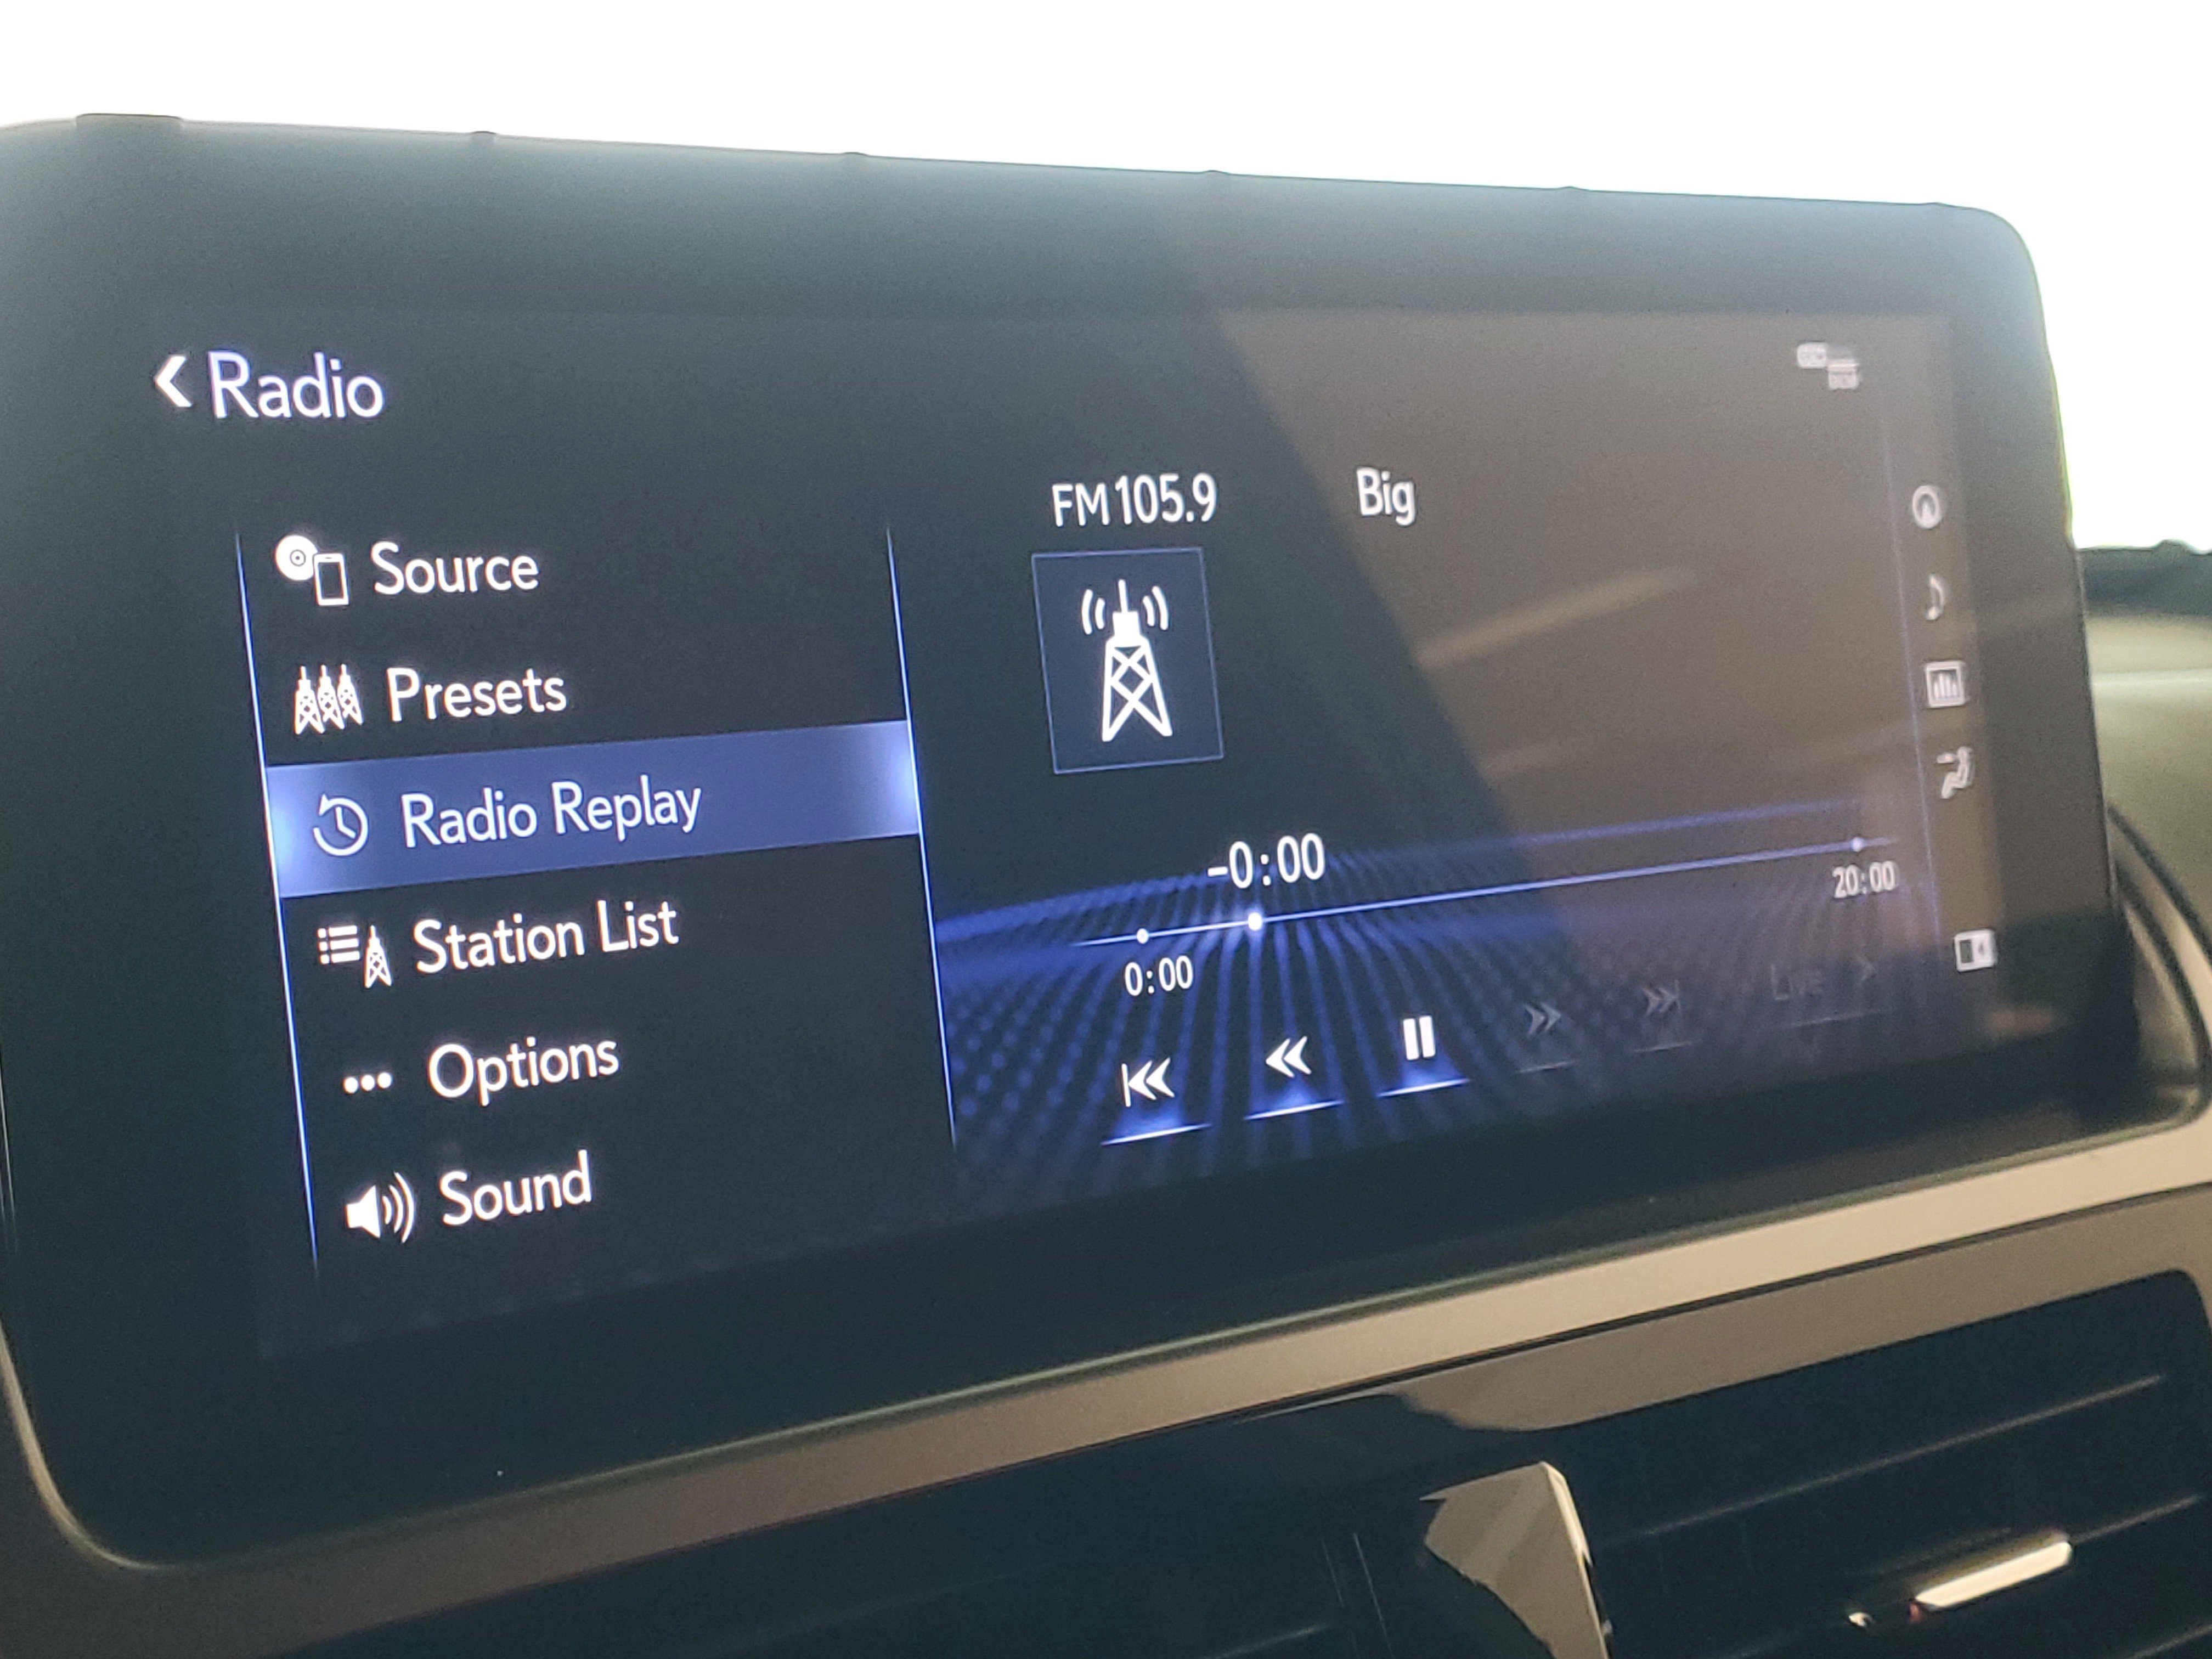 Radio
Source
Presets
Radio Replay
Station List
Options
Sound
FM 105.9 Big
-0:00
0:00
20:00
Live